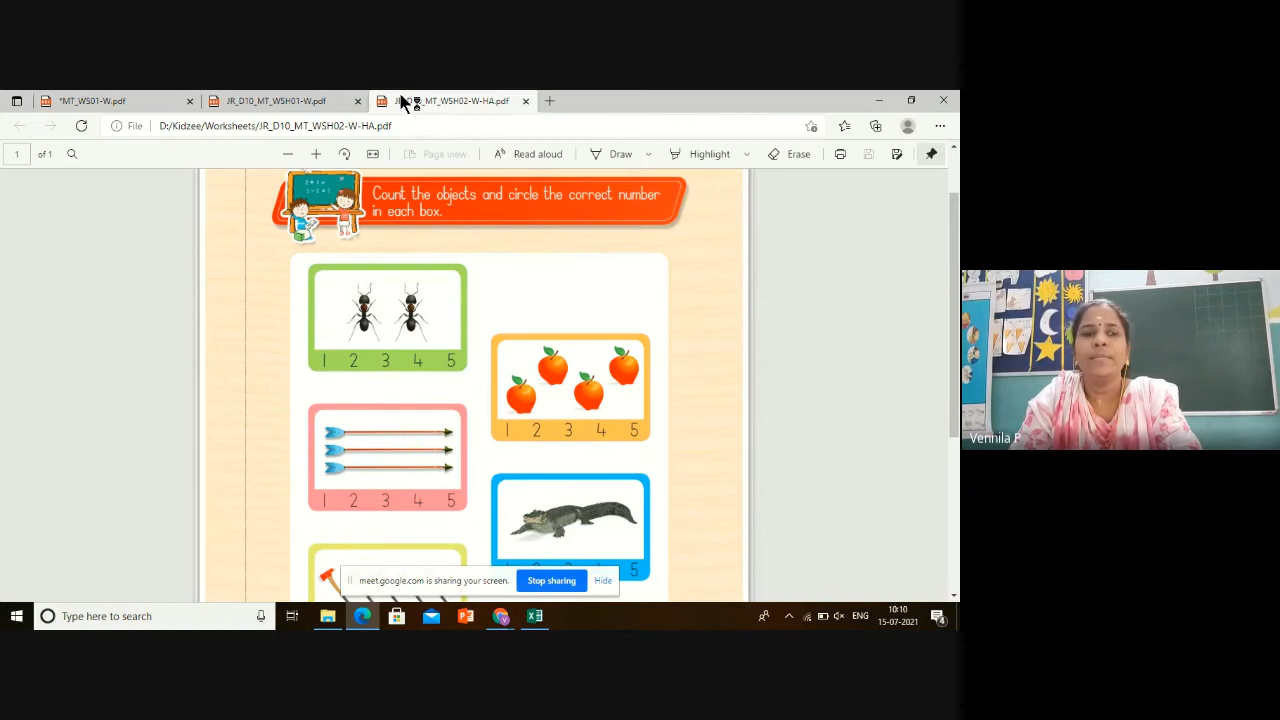 *MT_WS01-W.pdf
JR_D10_MT_WSH01-W.pdf
_MT_WSH02-W-HA.pdf
File
D:/Kidzee/Worksheets/JR_D10_MT_WSH02-W-HA.pdf
1 of 1
Page view
Read aloud
Draw
Highlight
Erase
Count the objects and circle the correct number
in each box.
1 2 3 4 5
1 2 3 4 5
1 2 3 4 5
5
Vennila P
meet.google.com is sharing your screen.
Stop sharing
Hide
Type here to search
ENG
10:10
15-07-2021
4